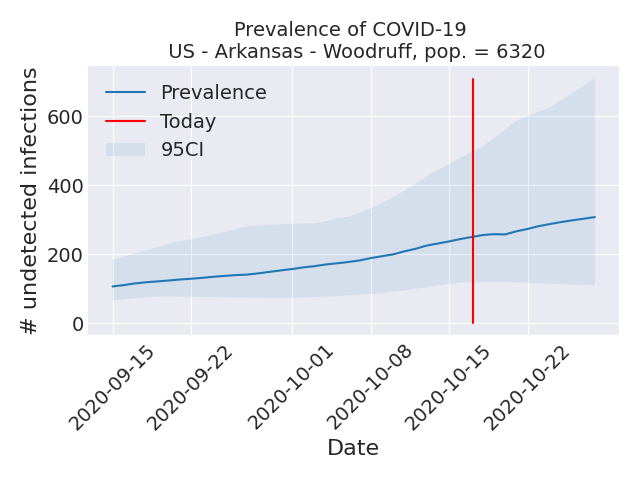 Prevalence of COVID-19
US - Arkansas - Woodruff, pop. = 6320
# undetected infections
600
400
200
0
Prevalence
Today
95CI
2020-09-15
2020-09-22
2020-10-01
2020-10-08
2020-10-15
2020-10-22
Date